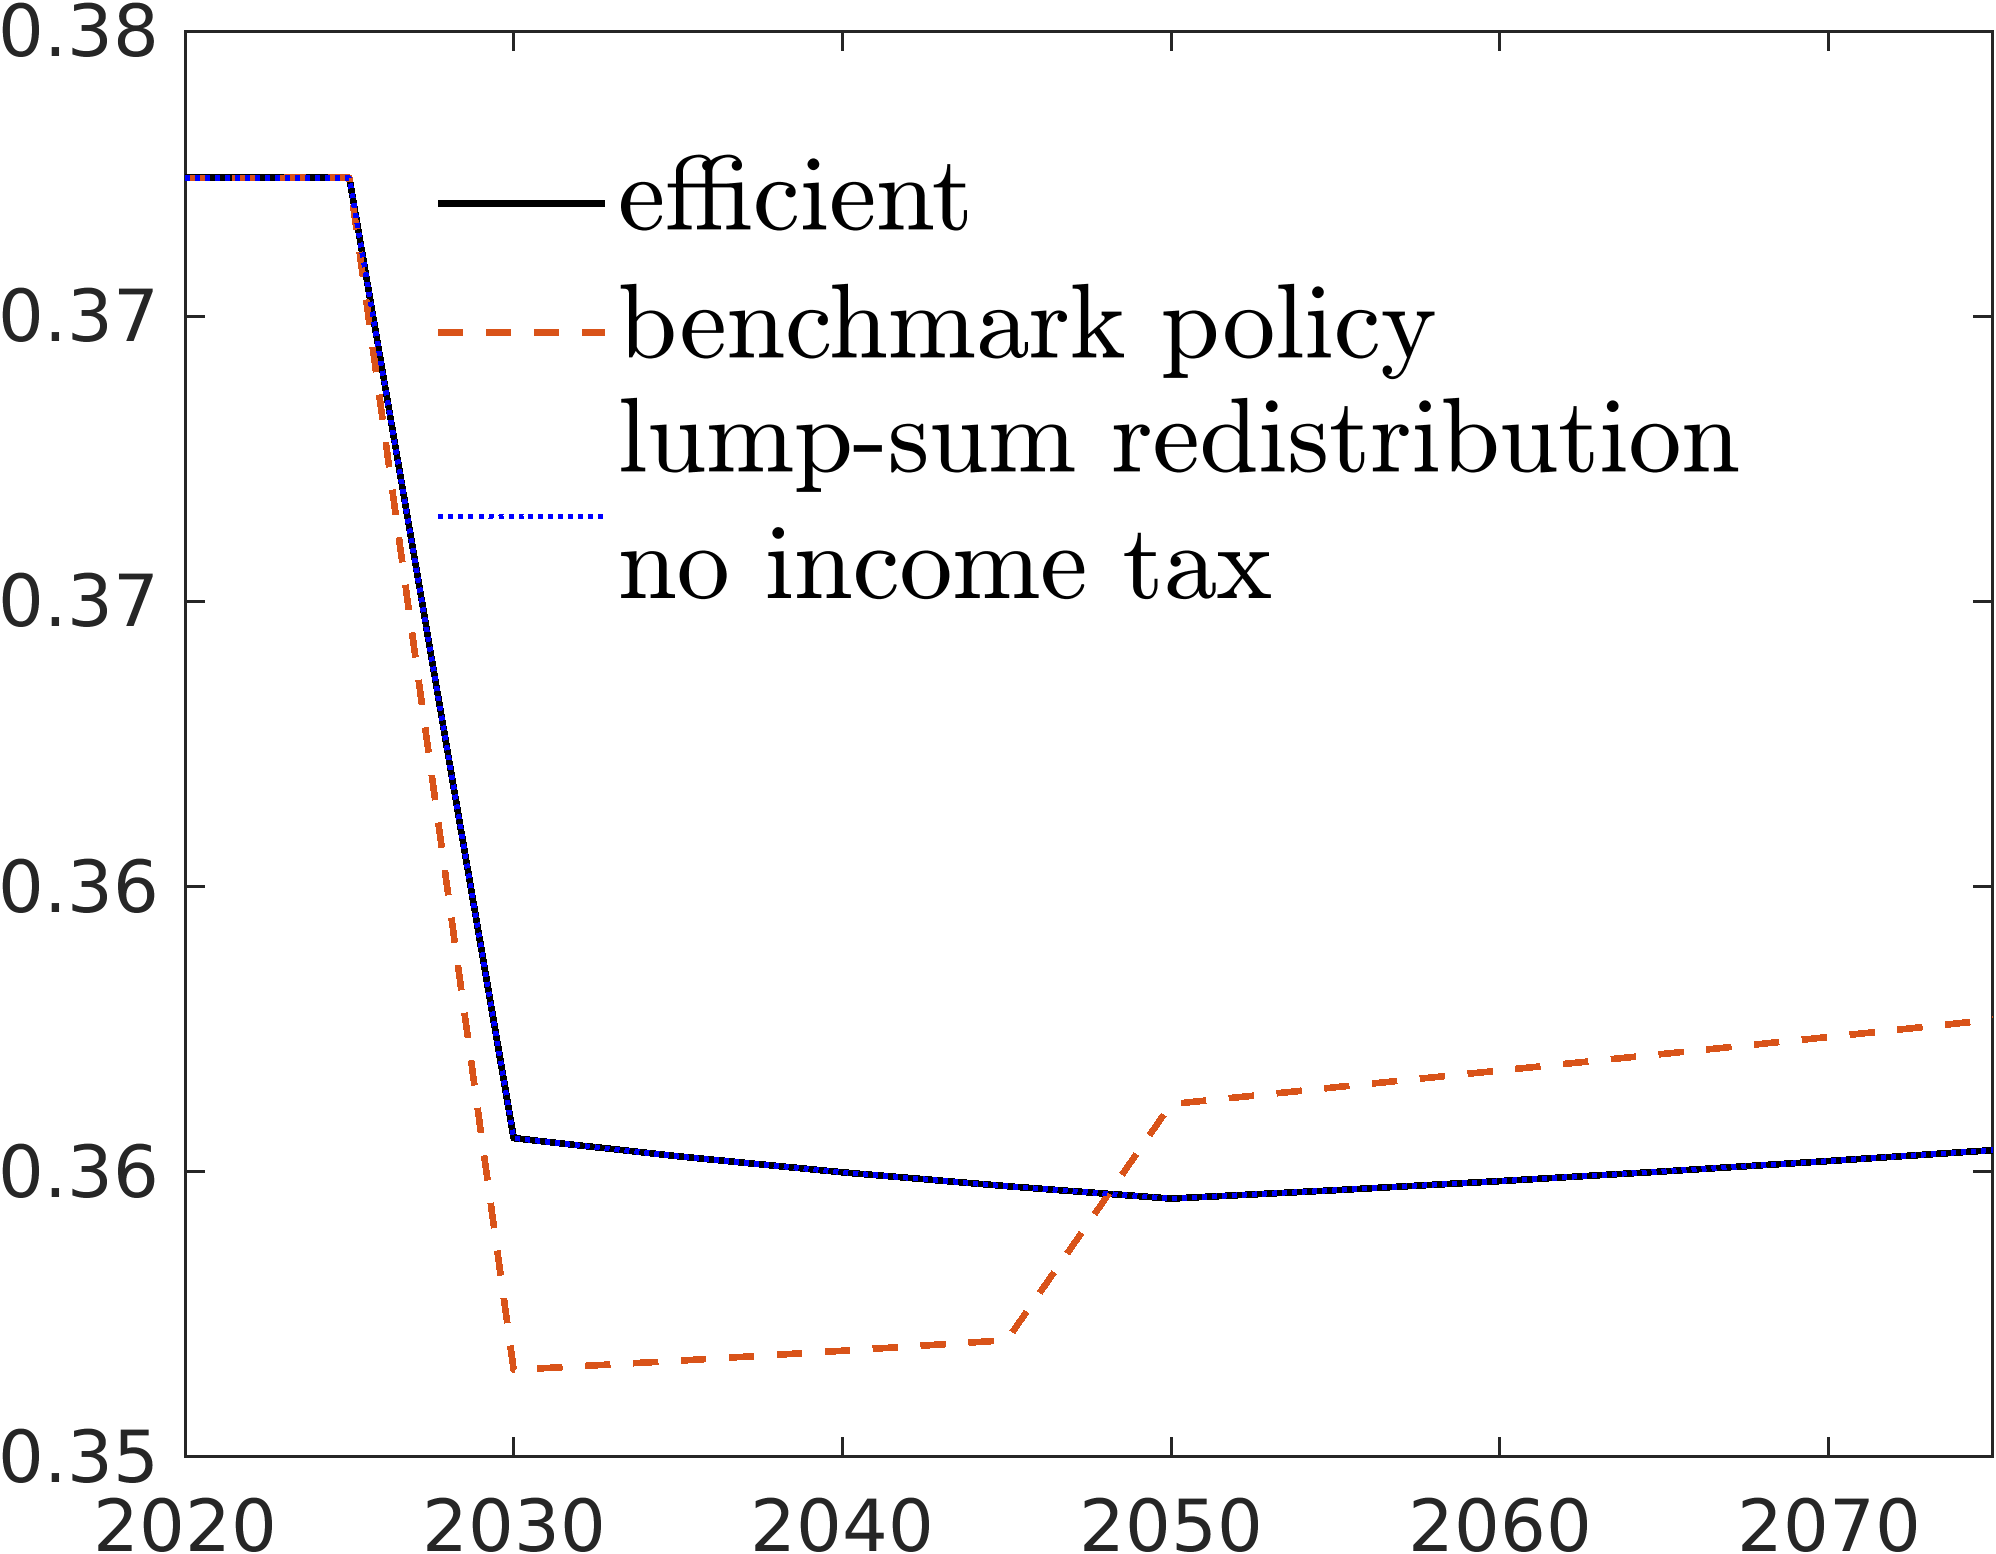 0.38
0.37
0.37
0.36
0.36
0.35
efficient
benchmark policy
lump-sum redistribution
no income tax
2020 2030 2040 2050 2060 2070